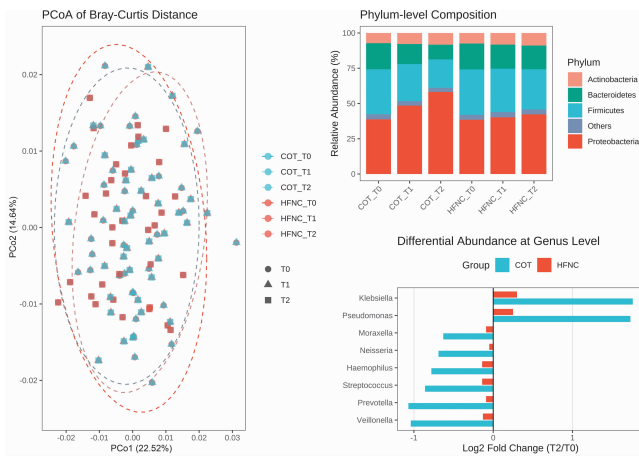 PCoA of Bray-Curtis Distance
PCo2 (14.64%)
0.02
0.01
0.00
-0.01
-0.02
-0.02
-0.01
0.00
0.01
0.02
0.03
PCo1 (22.52%)
COT_T0
COT_T1
COT_T2
HFNC_T0
HFNC_T1
HFNC_T2
T0
T1
T2
Phylum-level Composition
Relative Abundance (%)
100
75
50
25
0
COT_T0
COT_T1
COT_T2
HFNC_T0
HFNC_T1
HFNC_T2
Phylum
Actinobacteria
Bacteroidetes
Firmicutes
Others
Proteobacteria
Differential Abundance at Genus Level
Group
COT
HFNC
Klebsiella
Pseudomonas
Moraxella
Neisseria
Haemophilus
Streptococcus
Prevotella
Veillonella
-1
0
1
Log2 Fold Change (T2/T0)